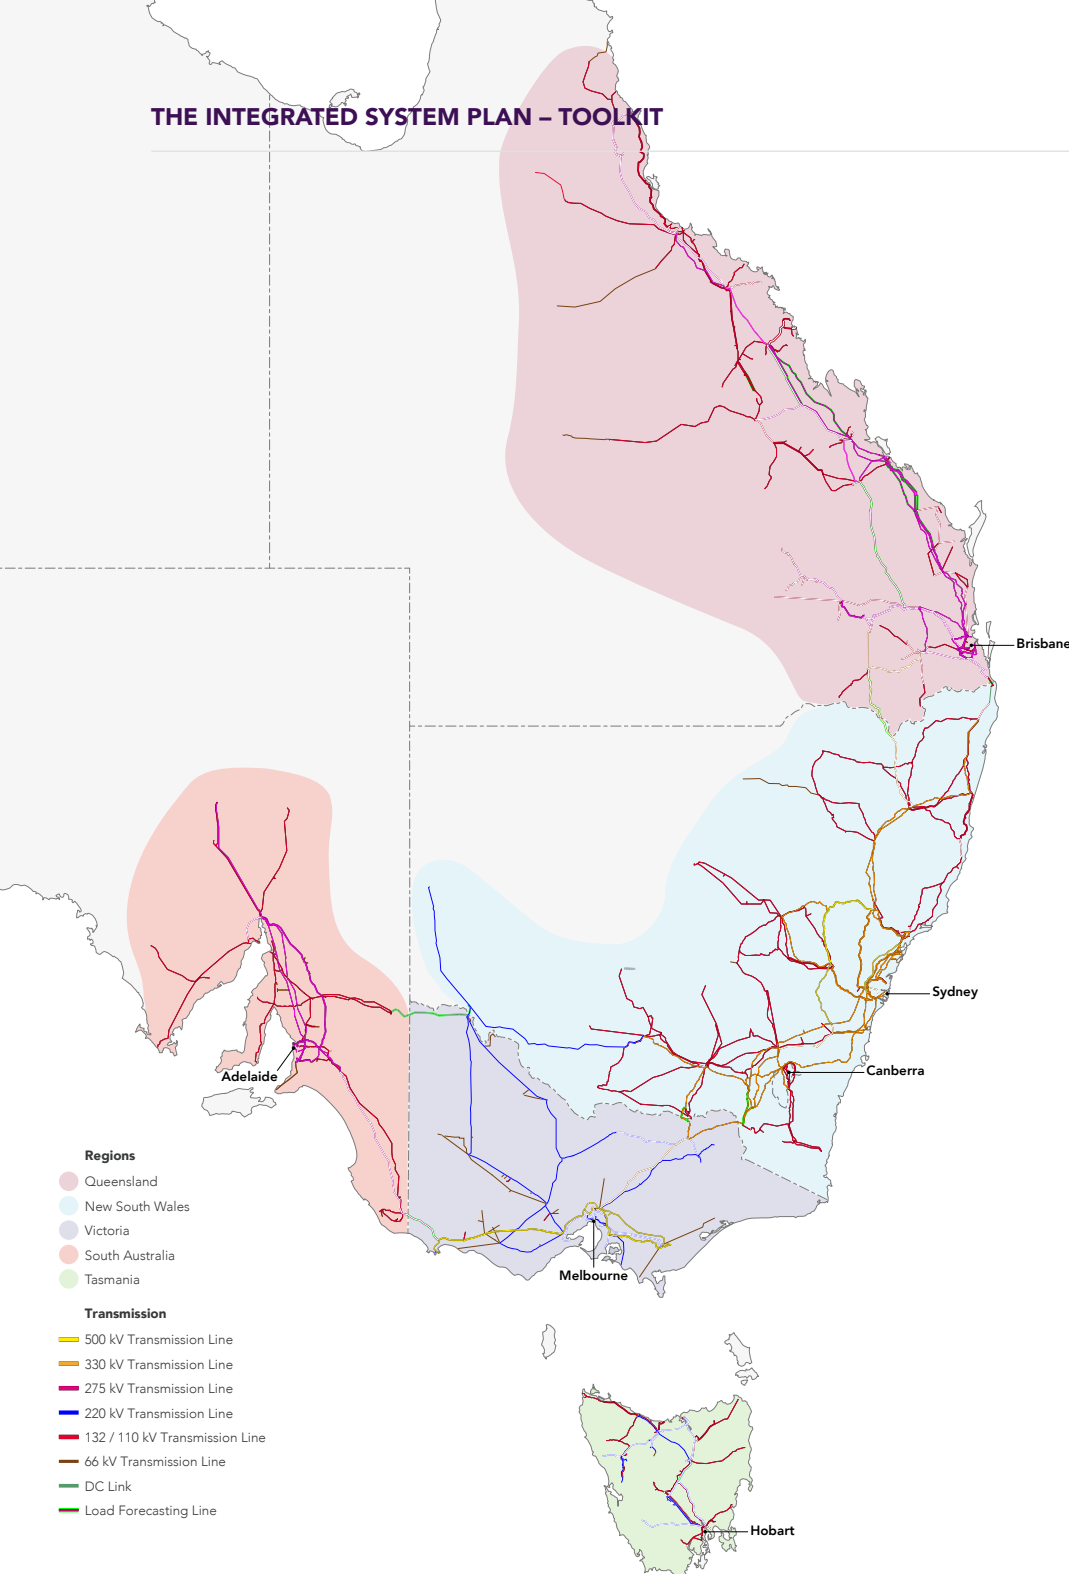 THE INTEGRATED SYSTEM PLAN – TOOLKIT
Brisbane
Sydney
Canberra
Adelaide
Melbourne
Hobart
Regions
Queensland
New South Wales
Victoria
South Australia
Tasmania
Transmission
500 kV Transmission Line
330 kV Transmission Line
275 kV Transmission Line
220 kV Transmission Line
132 / 110 kV Transmission Line
66 kV Transmission Line
DC Link
Load Forecasting Line